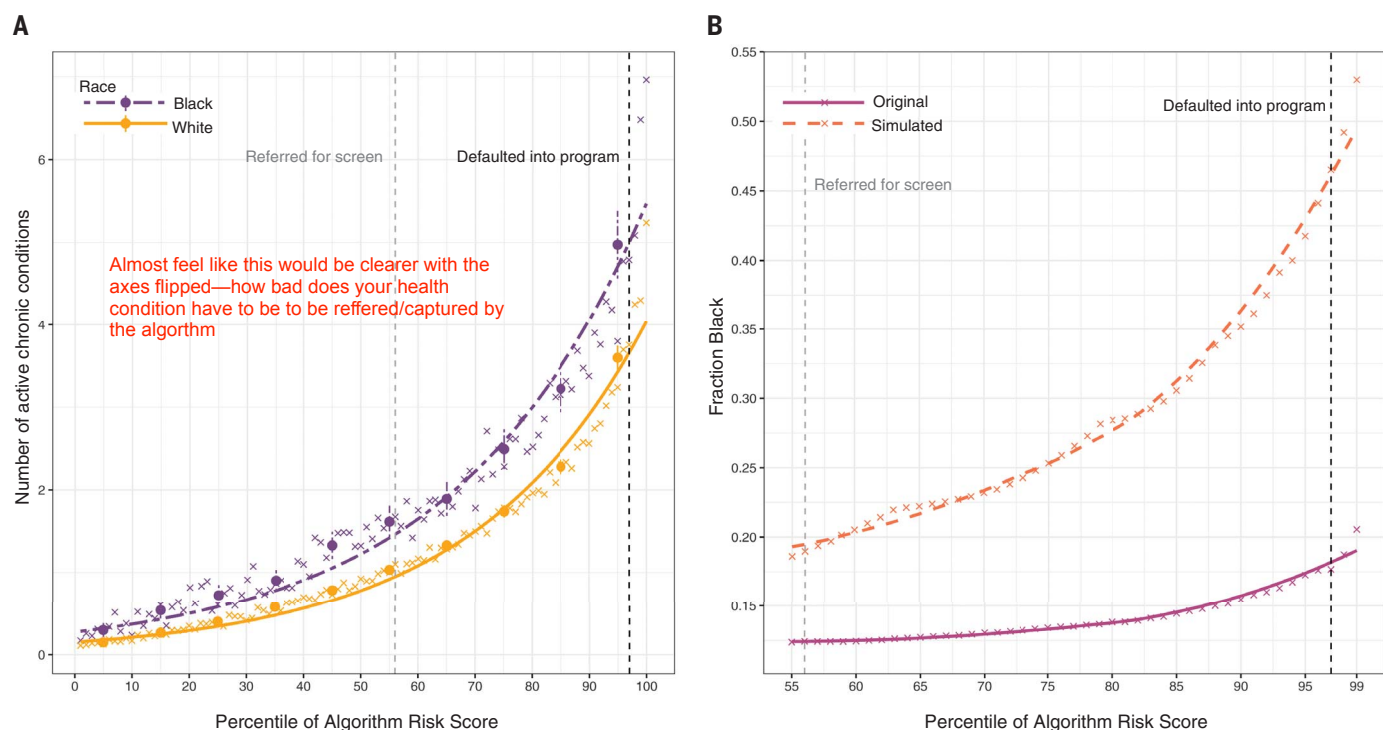 A
Race
Black
White
Referred for screen
Defaulted into program
Almost feel like this would be clearer with the
axes flipped—how bad does your health
condition have to be to be reffered/captured by
the algorthm
Number of active chronic conditions
6
4
2
0
0 10 20 30 40 50 60 70 80 90 100
Percentile of Algorithm Risk Score
B
Original
Simulated
Defaulted into program
Referred for screen
Fraction Black
0.55
0.50
0.45
0.40
0.35
0.30
0.25
0.20
0.15
55 60 65 70 75 80 85 90 95 99
Percentile of Algorithm Risk Score